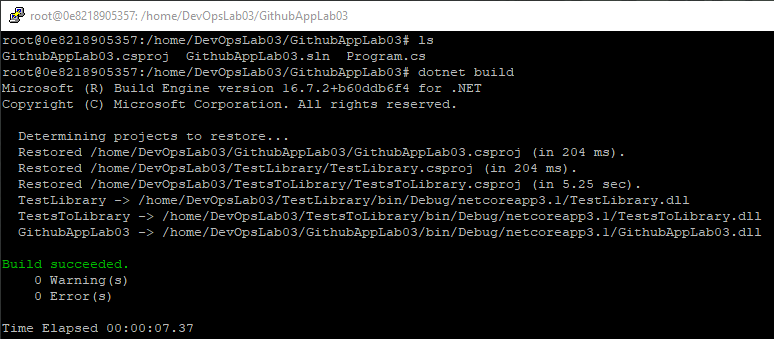 root@0e8218905357: /home/DevOpsLab03/GithubAppLab03
root@0e8218905357:/home/DevOpsLab03/GithubAppLab03# ls
GithubAppLab03.csproj  GithubAppLab03.sln  Program.cs
root@0e8218905357:/home/DevOpsLab03/GithubAppLab03# dotnet build
Microsoft (R) Build Engine version 16.7.2+b60ddb6f4 for .NET
Copyright (C) Microsoft Corporation. All rights reserved.
Determining projects to restore...
Restored /home/DevOpsLab03/GithubAppLab03/GithubAppLab03.csproj (in 204 ms).
Restored /home/DevOpsLab03/TestLibrary/TestLibrary.csproj (in 204 ms).
Restored /home/DevOpsLab03/TestsToLibrary/TestsToLibrary.csproj (in 5.25 sec).
TestLibrary -> /home/DevOpsLab03/TestLibrary/bin/Debug/netcoreapp3.1/TestLibrary.dll
TestsToLibrary -> /home/DevOpsLab03/TestsToLibrary/bin/Debug/netcoreapp3.1/TestsToLibrary.dll
GithubAppLab03 -> /home/DevOpsLab03/GithubAppLab03/bin/Debug/netcoreapp3.1/GithubAppLab03.dll
Build succeeded.
0 Warning(s)
0 Error(s)
Time Elapsed 00:00:07.37